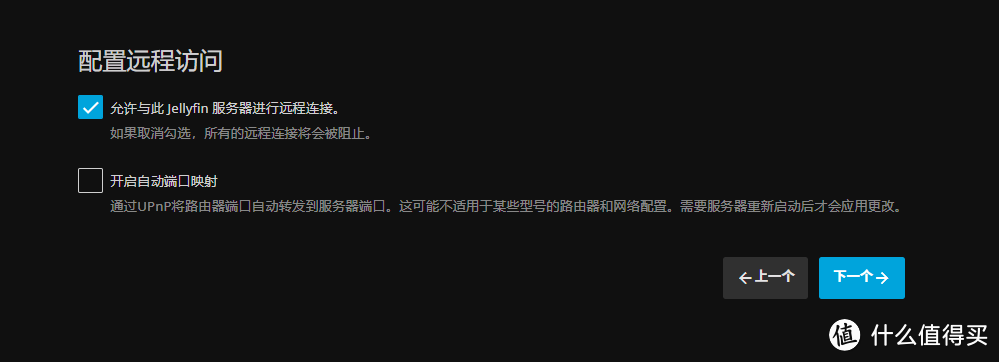 配置远程访问
允许与此 Jellyfin 服务器进行远程连接。
如果取消勾选，所有的远程连接将会被阻止。
开启自动端口映射
通过UPnP将路由器端口自动转发到服务器端口。这可能不适用于某些型号的路由器和网络配置。需要服务器重新启动后才会应用更改。
←上一个 下一个→
值 什么值得买